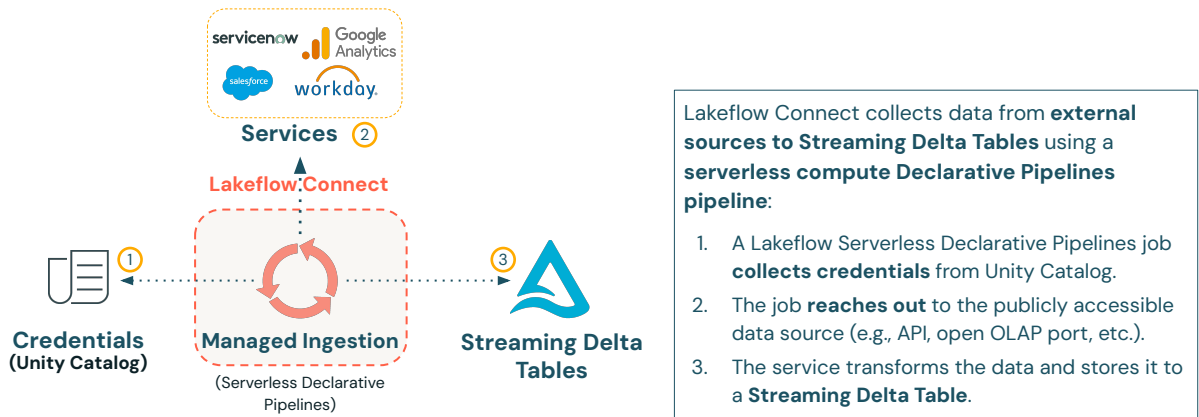 servicenow
Google
Analytics
salesforce
workday.
Services
2
Lakeflow Connect
1
3
Credentials
(Unity Catalog)
Managed Ingestion
(Serverless Declarative
Pipelines)
Streaming Delta
Tables
Lakeflow Connect collects data from external
sources to Streaming Delta Tables using a
serverless compute Declarative Pipelines
pipeline:
1. A Lakeflow Serverless Declarative Pipelines job
collects credentials from Unity Catalog.
2. The job reaches out to the publicly accessible
data source (e.g., API, open OLAP port, etc.).
3. The service transforms the data and stores it to
a Streaming Delta Table.